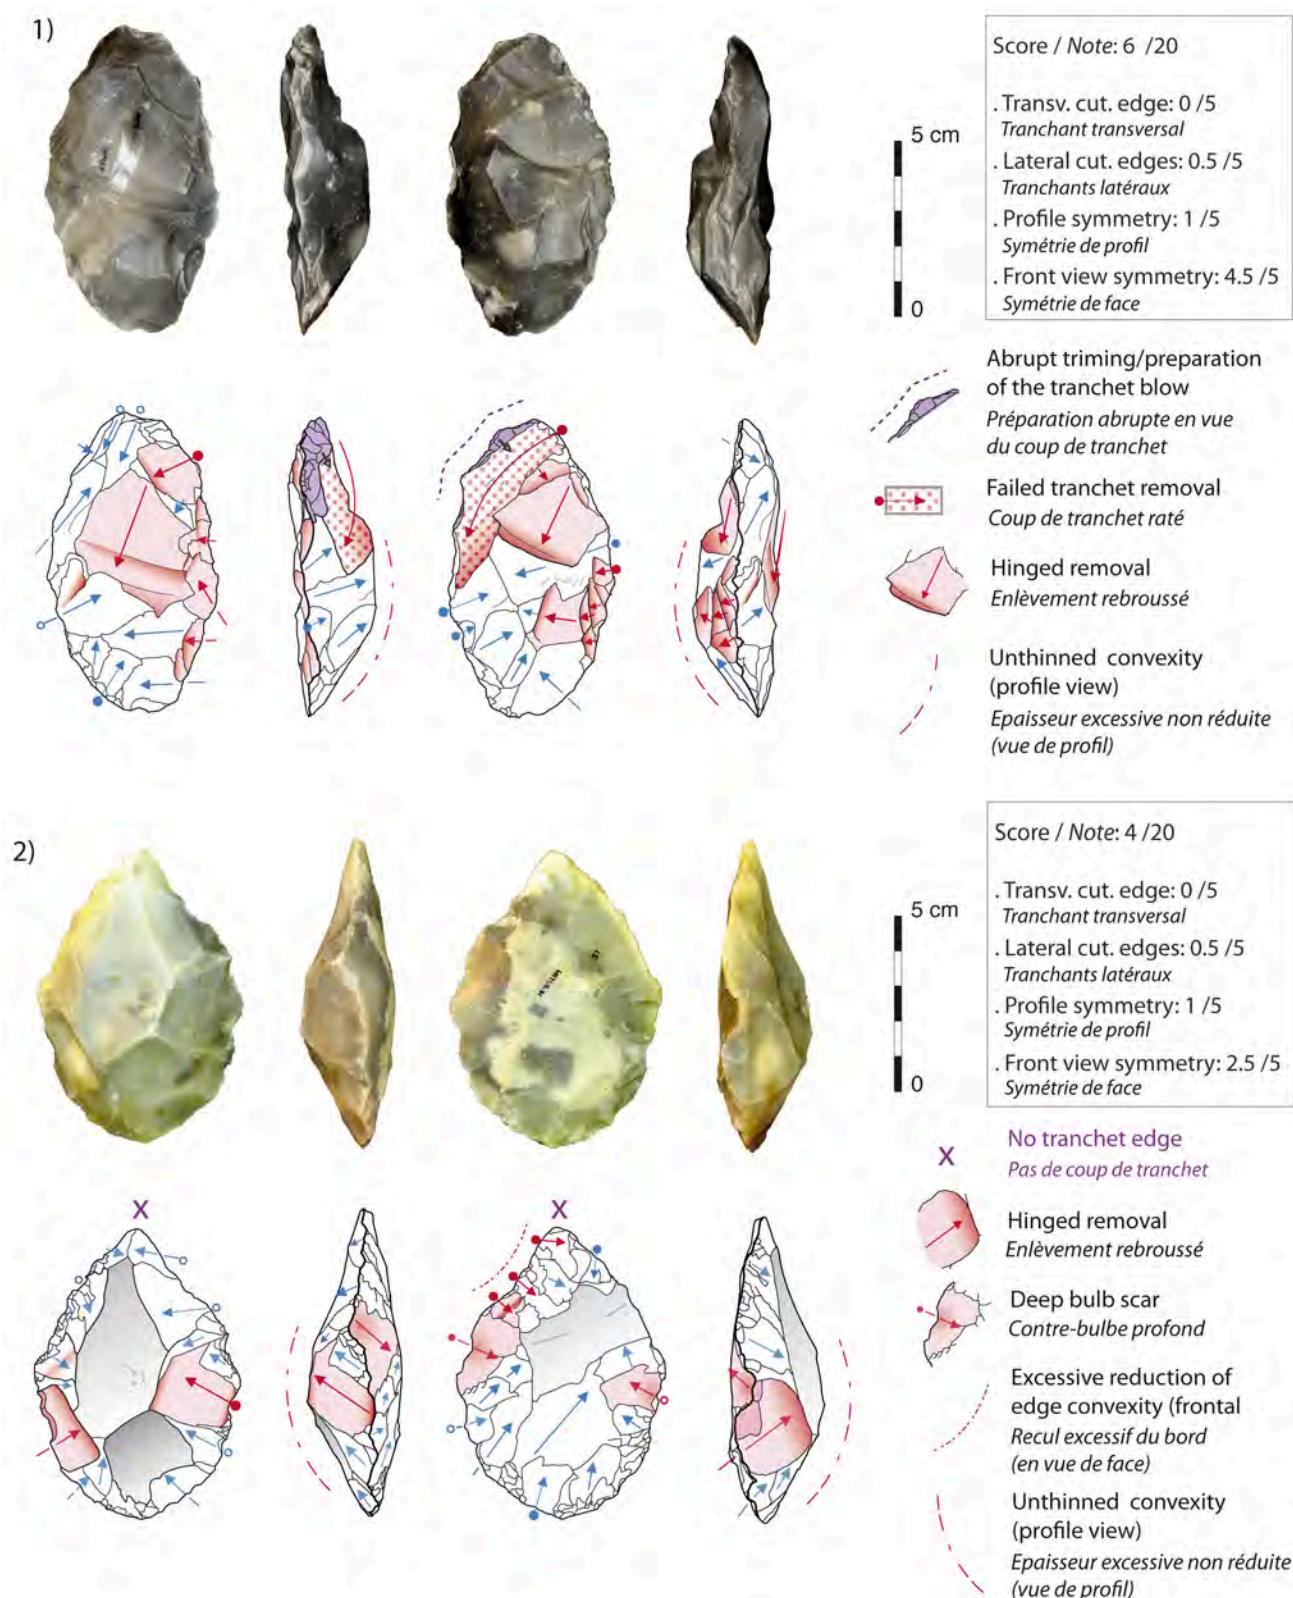 1)
Score / Note: 6 /20
. Transv. cut. edge: 0 /5
Tranchant transversal
. Lateral cut. edges: 0.5 /5
Tranchants latéraux
. Profile symmetry: 1 /5
Symétrie de profil
. Front view symmetry: 4.5 /5
Symétrie de face
5 cm
0
Abrupt triming/preparation
of the tranchet blow
Préparation abrupte en vue
du coup de tranchet
Failed tranchet removal
Coup de tranchet raté
Hinged removal
Enlèvement rebroussé
Unthinned convexity
(profile view)
Epaisseur excessive non réduite
(vue de profil)
2)
Score / Note: 4 /20
. Transv. cut. edge: 0 /5
Tranchant transversal
. Lateral cut. edges: 0.5 /5
Tranchants latéraux
. Profile symmetry: 1 /5
Symétrie de profil
. Front view symmetry: 2.5 /5
Symétrie de face
5 cm
0
X
X
X
No tranchet edge
Pas de coup de tranchet
Hinged removal
Enlèvement rebroussé
Deep bulb scar
Contre-bulbe profond
Excessive reduction of
edge convexity (frontal
Recul excessif du bord
(en vue de face)
Unthinned convexity
(profile view)
Epaisseur excessive non réduite
(vue de profil)